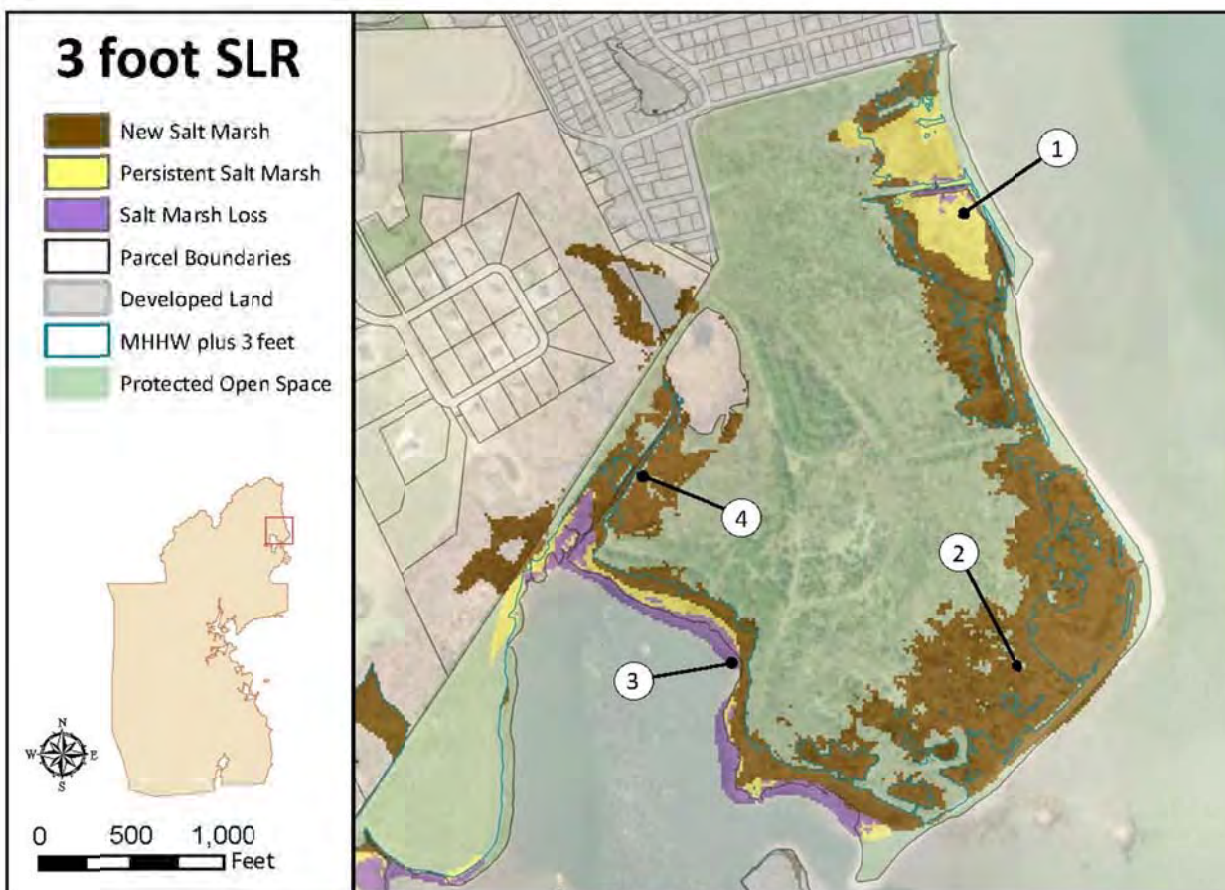 3 foot SLR
New Salt Marsh
Persistent Salt Marsh
Salt Marsh Loss
Parcel Boundaries
Developed Land
MHHW plus 3 feet
Protected Open Space
N
W E
S
0 500 1,000
Feet
1
2
3
4